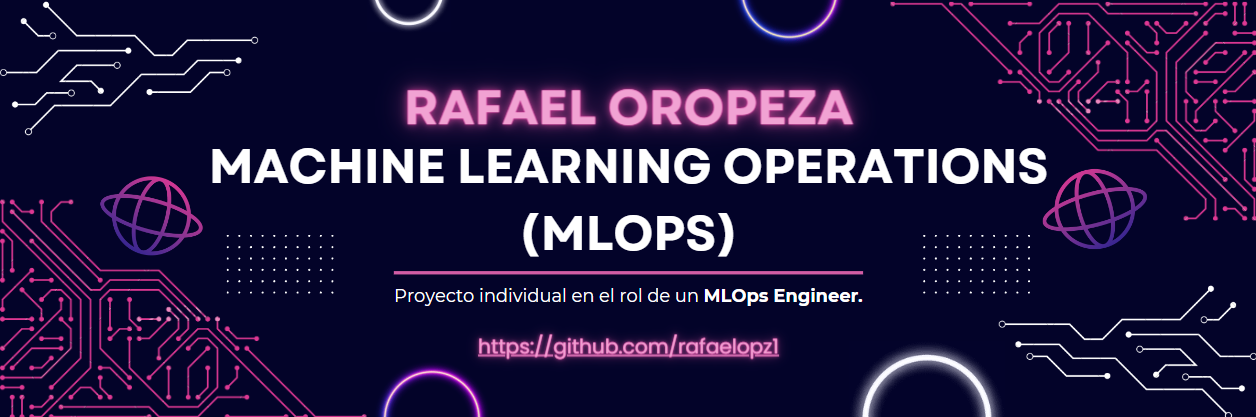 RAFAEL OROPEZA
MACHINE LEARNING OPERATIONS
(MLOPS)
Proyecto individual en el rol de un MLOps Engineer.
https://github.com/rafaelopz1